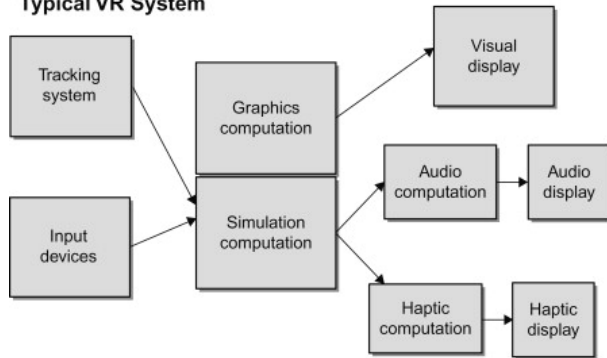 Typical VR System
Tracking
system
Graphics
computation
Visual
display
Input
devices
Simulation
computation
Audio
computation
Audio
display
Haptic
computation
Haptic
display